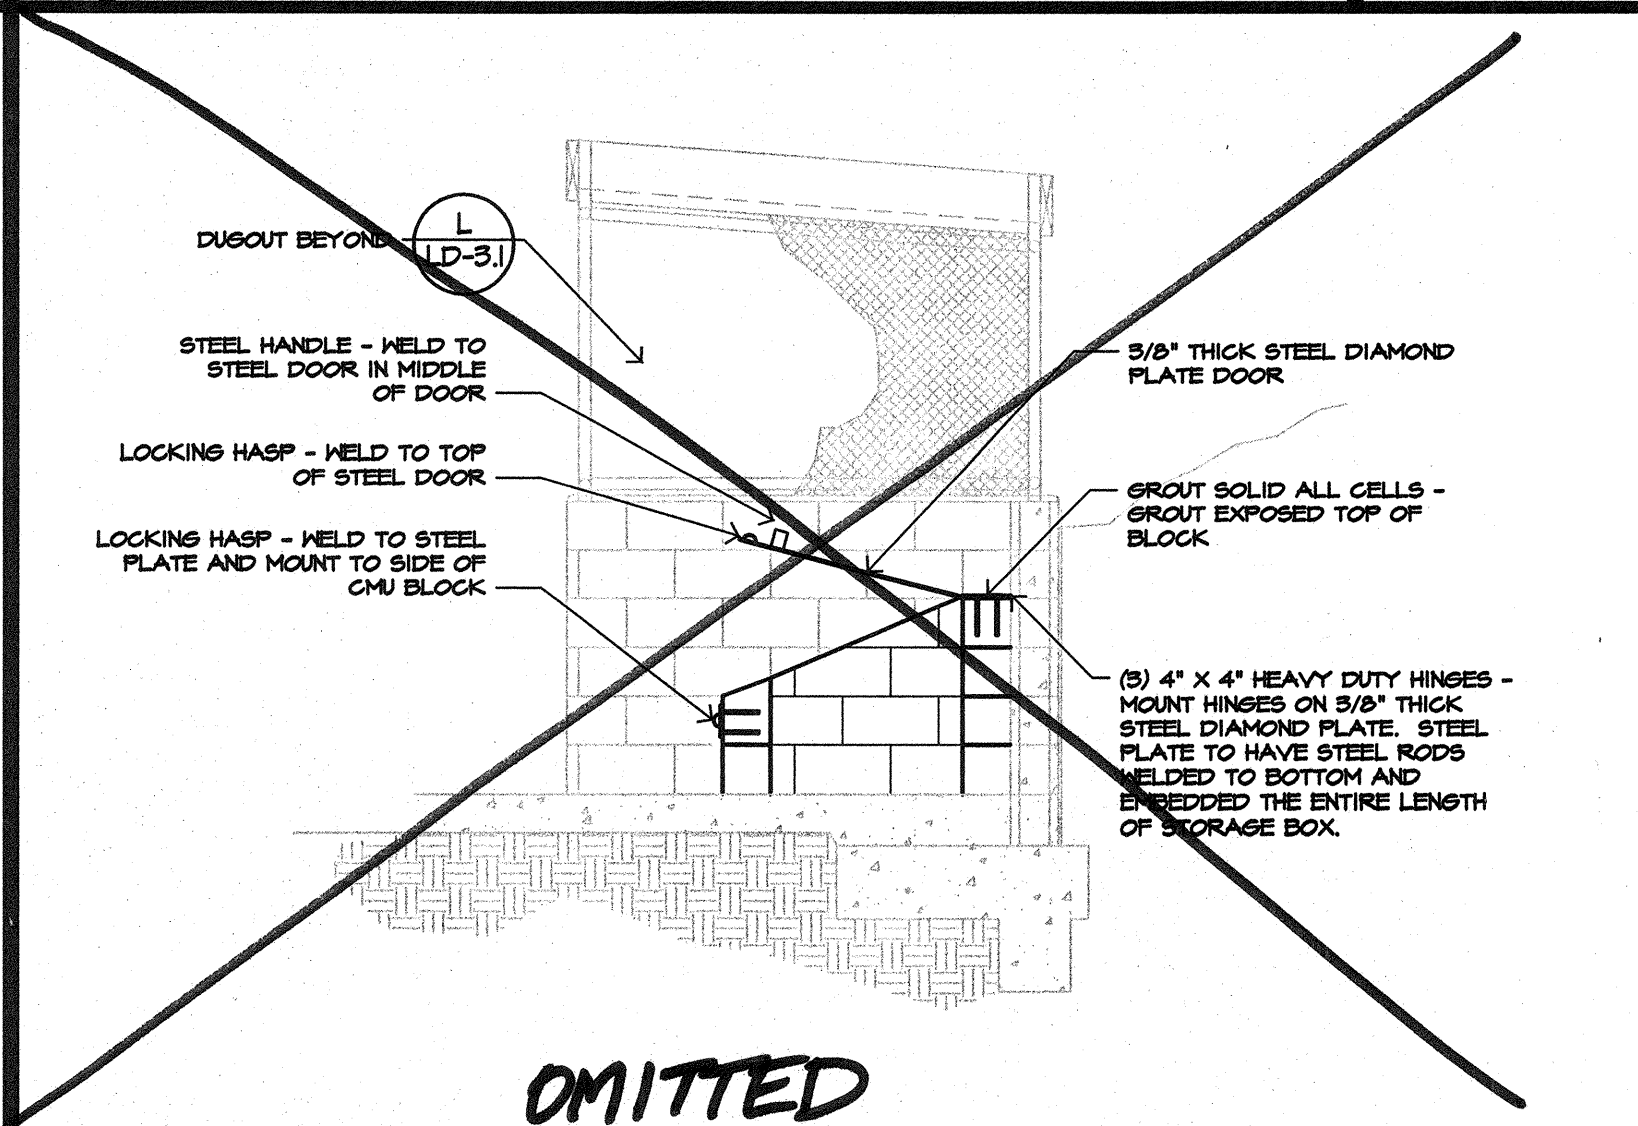 DUGOUT BEYOND
L
LD-3.1
STEEL HANDLE - WELD TO
STEEL DOOR IN MIDDLE
OF DOOR
LOCKING HASP - WELD TO TOP
OF STEEL DOOR
LOCKING HASP - WELD TO STEEL
PLATE AND MOUNT TO SIDE OF
CMU BLOCK
3/8" THICK STEEL DIAMOND
PLATE DOOR
GROUT SOLID ALL CELLS -
GROUT EXPOSED TOP OF
BLOCK
(3) 4" X 4" HEAVY DUTY HINGES -
MOUNT HINGES ON 3/8" THICK
STEEL DIAMOND PLATE. STEEL
PLATE TO HAVE STEEL RODS
WELDED TO BOTTOM AND
EMBEDDED THE ENTIRE LENGTH
OF STORAGE BOX.
OMITTED